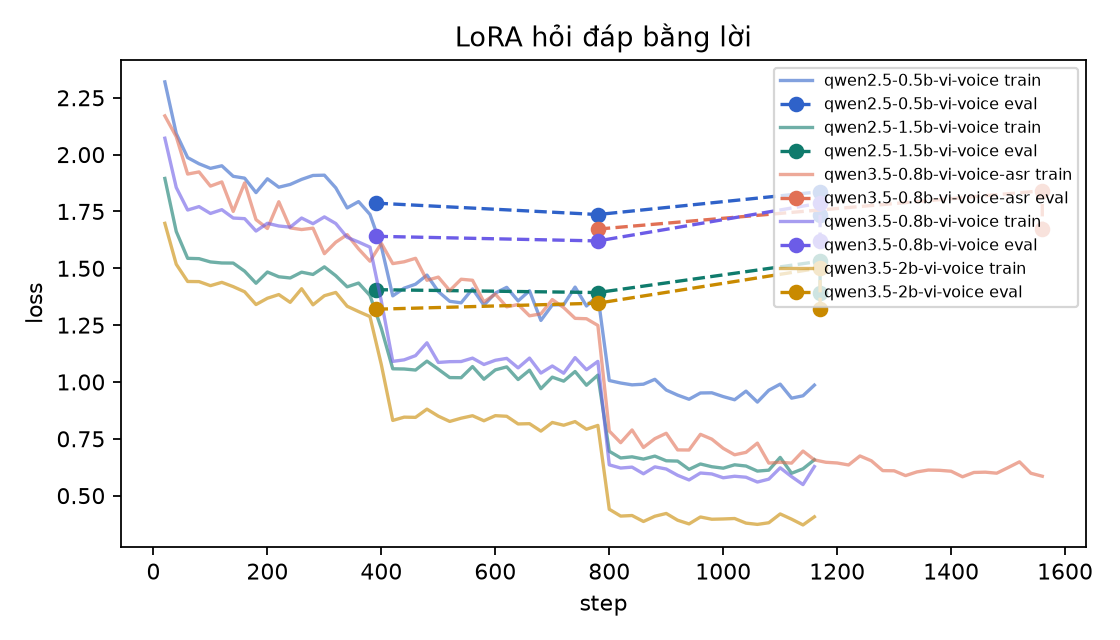 LoRA hỏi đáp bằng lời
loss
2.25
2.00
1.75
1.50
1.25
1.00
0.75
0.50
qwen2.5-0.5b-vi-voice train
qwen2.5-0.5b-vi-voice eval
qwen2.5-1.5b-vi-voice train
qwen2.5-1.5b-vi-voice eval
qwen3.5-0.8b-vi-voice-asr train
qwen3.5-0.8b-vi-voice-asr eval
qwen3.5-0.8b-vi-voice train
qwen3.5-0.8b-vi-voice eval
qwen3.5-2b-vi-voice train
qwen3.5-2b-vi-voice eval
0 200 400 600 800 1000 1200 1400 1600
step